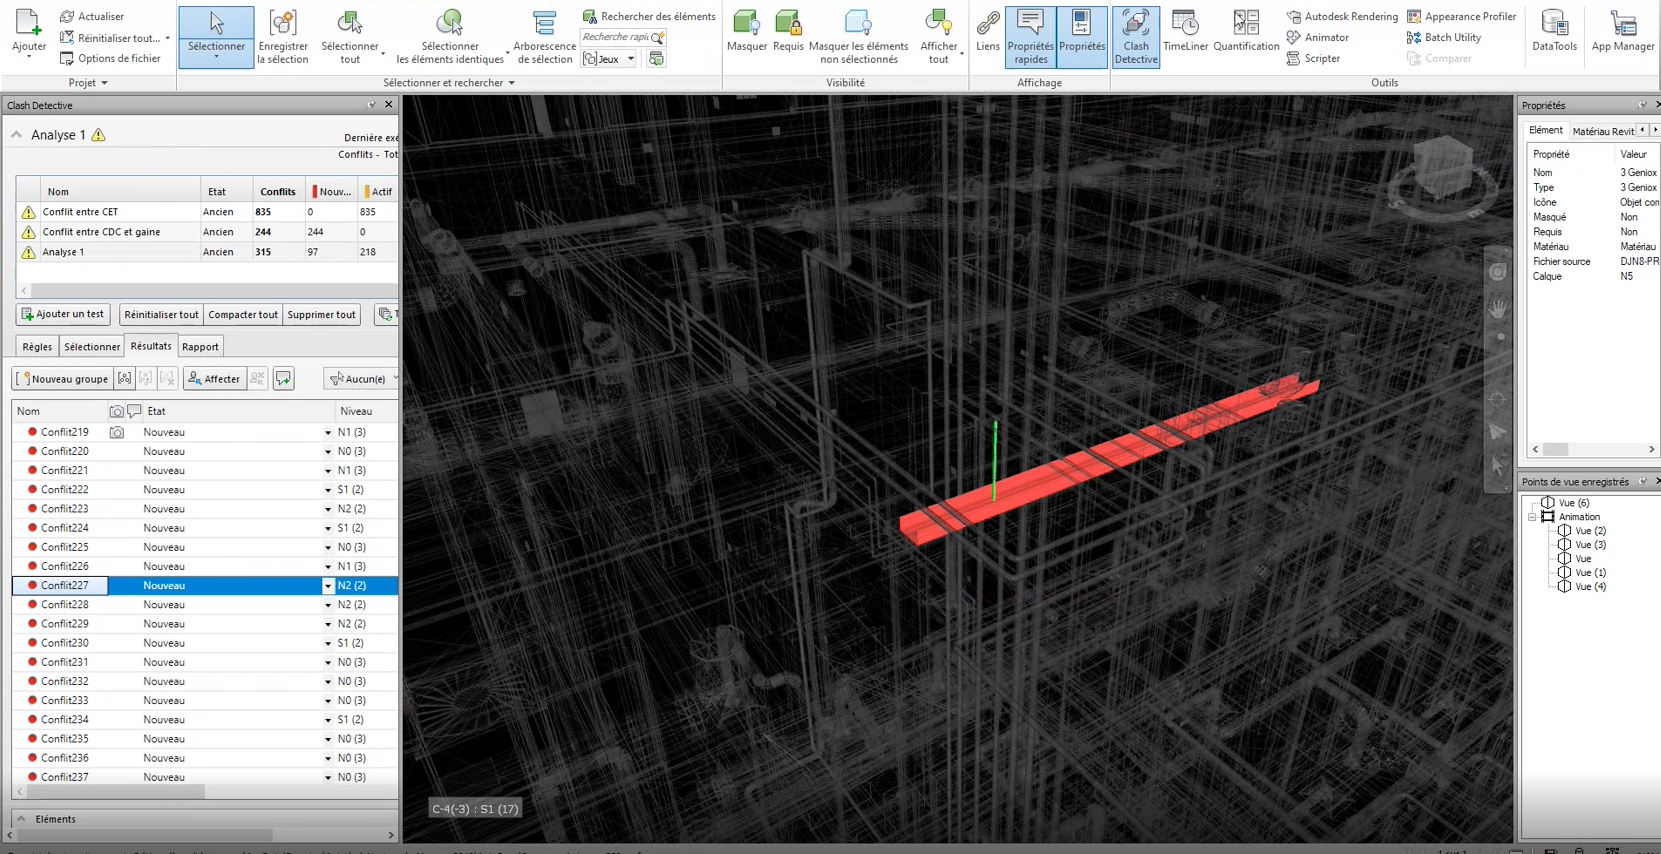 Ajouter
Actualiser
Réinitialiser tout...
Options de fichier
Projet
Sélectionner
Enregistrer
la sélection
Sélectionner
tout
Sélectionner
les éléments identiques
Arborescence
de sélection
Rechercher des éléments
Jeux
Sélectionner et rechercher
Masquer
Requis
Masquer les éléments
non sélectionnés
Afficher
tout
Visibilité
Liens
Propriétés
rapides
Propriétés
Affichage
Clash
Detective
TimeLiner
Quantification
Autodesk Rendering
Animator
Scripter
Appearance Profiler
Batch Utility
Comparer
Outils
DataTools
App Manager
Clash Detective
Analyse 1
Dernière exé
Conflits - Tot
Nom Etat Conflits Nouv... Actif
Conflit entre CET Ancien 835 0 835
Conflit entre CDC et gaine Ancien 244 244 0
Analyse 1 Ancien 315 97 218
Ajouter un test Réinitialiser tout Compacter tout Supprimer tout
Règles Sélectionner Résultats Rapport
Nouveau groupe Affecter Aucun(e)
Nom Etat Niveau
Conflit219 Nouveau N1 (3)
Conflit220 Nouveau N0 (3)
Conflit221 Nouveau N1 (3)
Conflit222 Nouveau S1 (2)
Conflit223 Nouveau N2 (2)
Conflit224 Nouveau S1 (2)
Conflit225 Nouveau N0 (3)
Conflit226 Nouveau N1 (3)
Conflit227 Nouveau N2 (2)
Conflit228 Nouveau N2 (2)
Conflit229 Nouveau N2 (2)
Conflit230 Nouveau S1 (2)
Conflit231 Nouveau N0 (3)
Conflit232 Nouveau N0 (3)
Conflit233 Nouveau N0 (3)
Conflit234 Nouveau S1 (2)
Conflit235 Nouveau N0 (3)
Conflit236 Nouveau N0 (3)
Conflit237 Nouveau N0 (3)
Eléments
C-4(-3) : S1 (17)
Propriétés
Elément Matériau Revit
Propriété Valeur
Nom 3 Geniox
Type 3 Geniox
Icône Objet con
Masqué Non
Requis Non
Matériau Matériau
Fichier source DJN8-PR
Calque N5
Points de vue enregistrés
Vue (6)
Animation
Vue (2)
Vue (3)
Vue
Vue (1)
Vue (4)